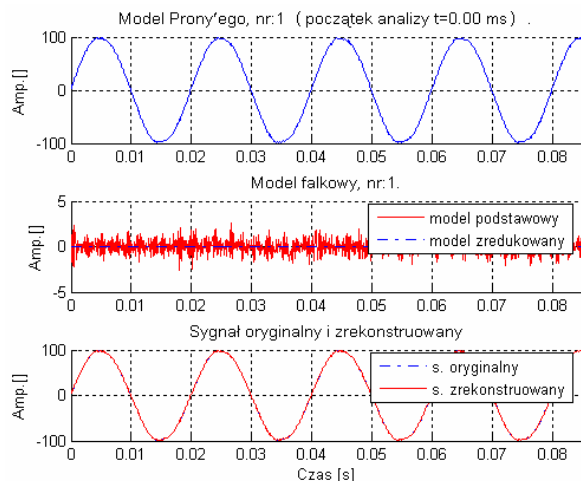 Model Prony'ego, nr:1 ( początek analizy t=0.00 ms) .
Amp.[]
100
0
-100
0 0.01 0.02 0.03 0.04 0.05 0.06 0.07 0.08
Model falkowy, nr:1.
Amp.[]
5
0
-5
model podstawowy
model zredukowany
0 0.01 0.02 0.03 0.04 0.05 0.06 0.07 0.08
Sygnał oryginalny i zrekonstruowany
Amp.[]
100
0
-100
s. oryginalny
s. zrekonstruowany
0 0.01 0.02 0.03 0.04 0.05 0.06 0.07 0.08
Czas [s]